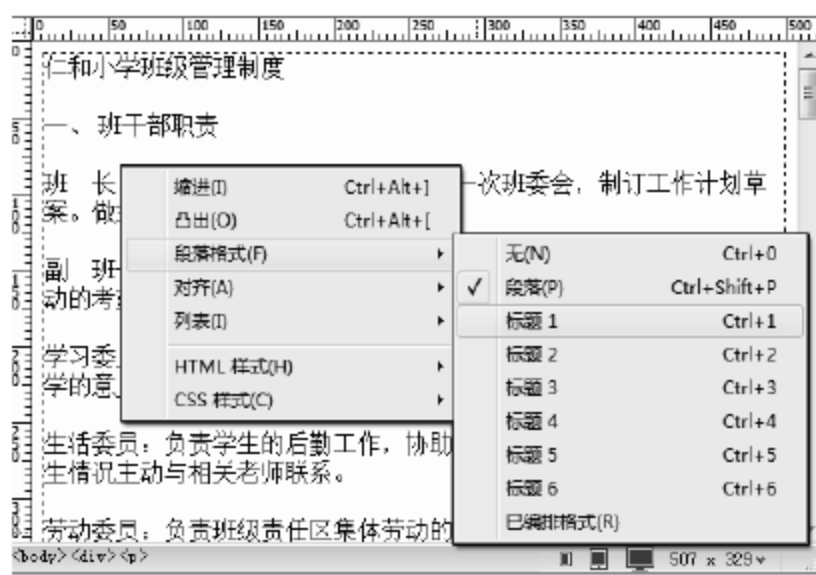 0 50 100 150 200 250 300 350 400 450 500
仁和小学班级管理制度
一、班干部职责
班 长
一次班委会，制订工作计划草
案。做
副 班
动的考
学习委
学的意
生活委员：负责学生的后勤工作，协助
生情况主动与相关老师联系。
劳动委员：负责班级责任区集体劳动的
缩进(I) Ctrl+Alt+]
凸出(O) Ctrl+Alt+[
段落格式(F)
对齐(A)
列表(I)
HTML 样式(H)
CSS 样式(C)
无(N) Ctrl+0
✓ 段落(P) Ctrl+Shift+P
标题 1 Ctrl+1
标题 2 Ctrl+2
标题 3 Ctrl+3
标题 4 Ctrl+4
标题 5 Ctrl+5
标题 6 Ctrl+6
已编排格式(R)
<body> <div> <p> 507 x 329